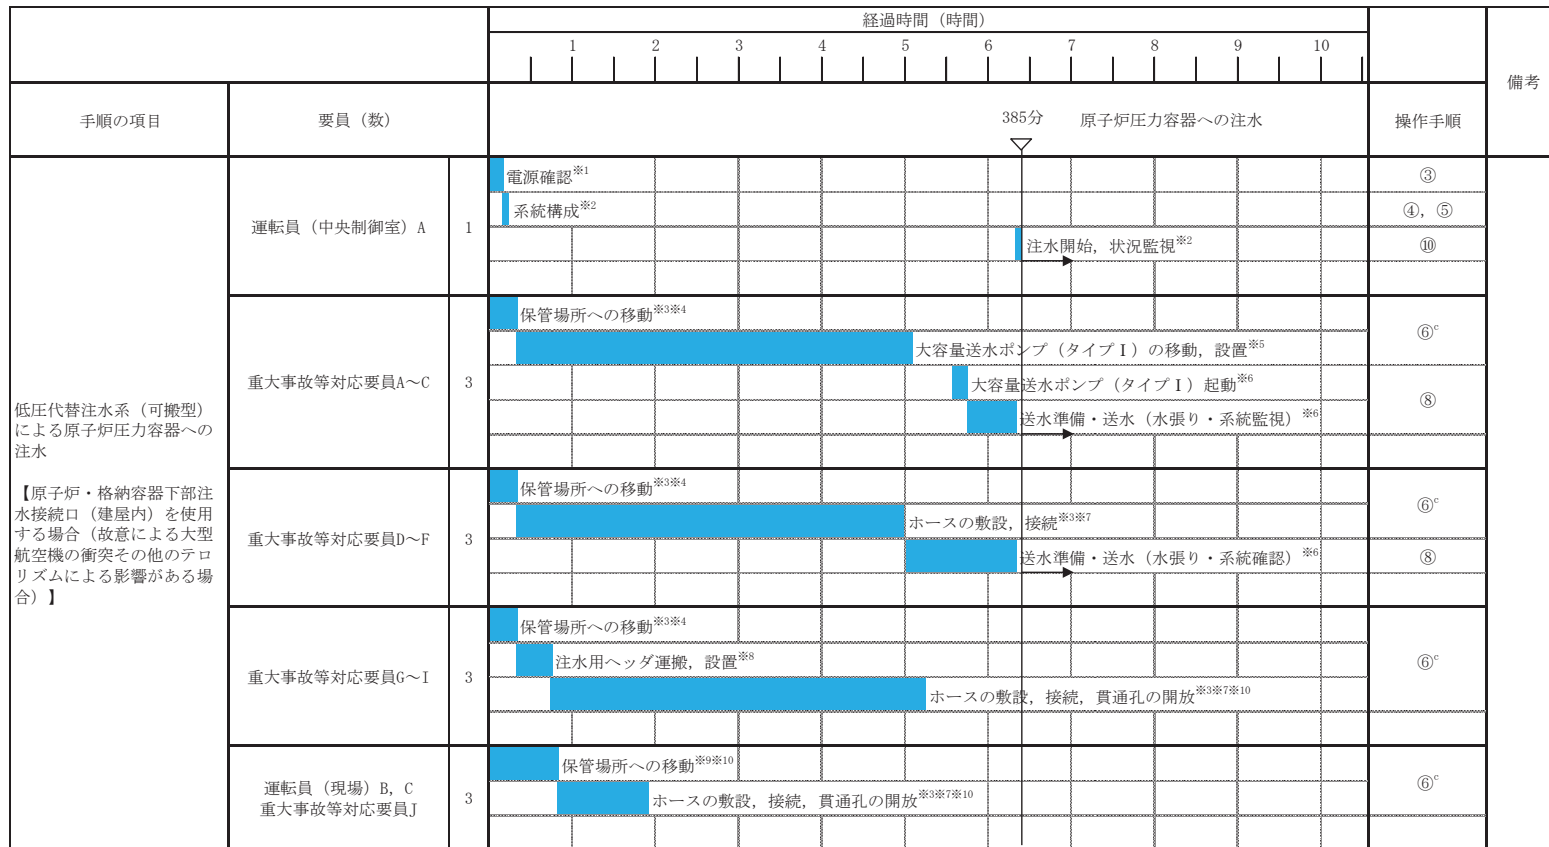 経過時間（時間）
1 2 3 4 5 6 7 8 9 10
備考
手順の項目 要員（数） 385分 原子炉圧力容器への注水 操作手順
低圧代替注水系（可搬型）
による原子炉圧力容器への
注水
【原子炉・格納容器下部注
水接続口（建屋内）を使用
する場合（故意による大型
航空機の衝突その他のテロ
リズムによる影響がある場
合）】
運転員（中央制御室）A 1
電源確認※1 ③
系統構成※2 ④，⑤
注水開始，状況監視※2 ⑩
重大事故等対応要員A～C 3
保管場所への移動※3※4
大容量送水ポンプ（タイプⅠ）の移動，設置※5
⑥c
大容量送水ポンプ（タイプⅠ）起動※6
送水準備・送水（水張り・系統監視）※6
⑧
重大事故等対応要員D～F 3
保管場所への移動※3※4
ホースの敷設，接続※3※7
⑥c
送水準備・送水（水張り・系統確認）※6 ⑧
重大事故等対応要員G～I 3
保管場所への移動※3※4
注水用ヘッダ運搬，設置※8
ホースの敷設，接続，貫通孔の開放※3※7※10
⑥c
運転員（現場）B，C
重大事故等対応要員J
3
保管場所への移動※9※10
ホースの敷設，接続，貫通孔の開放※3※7※10
⑥c